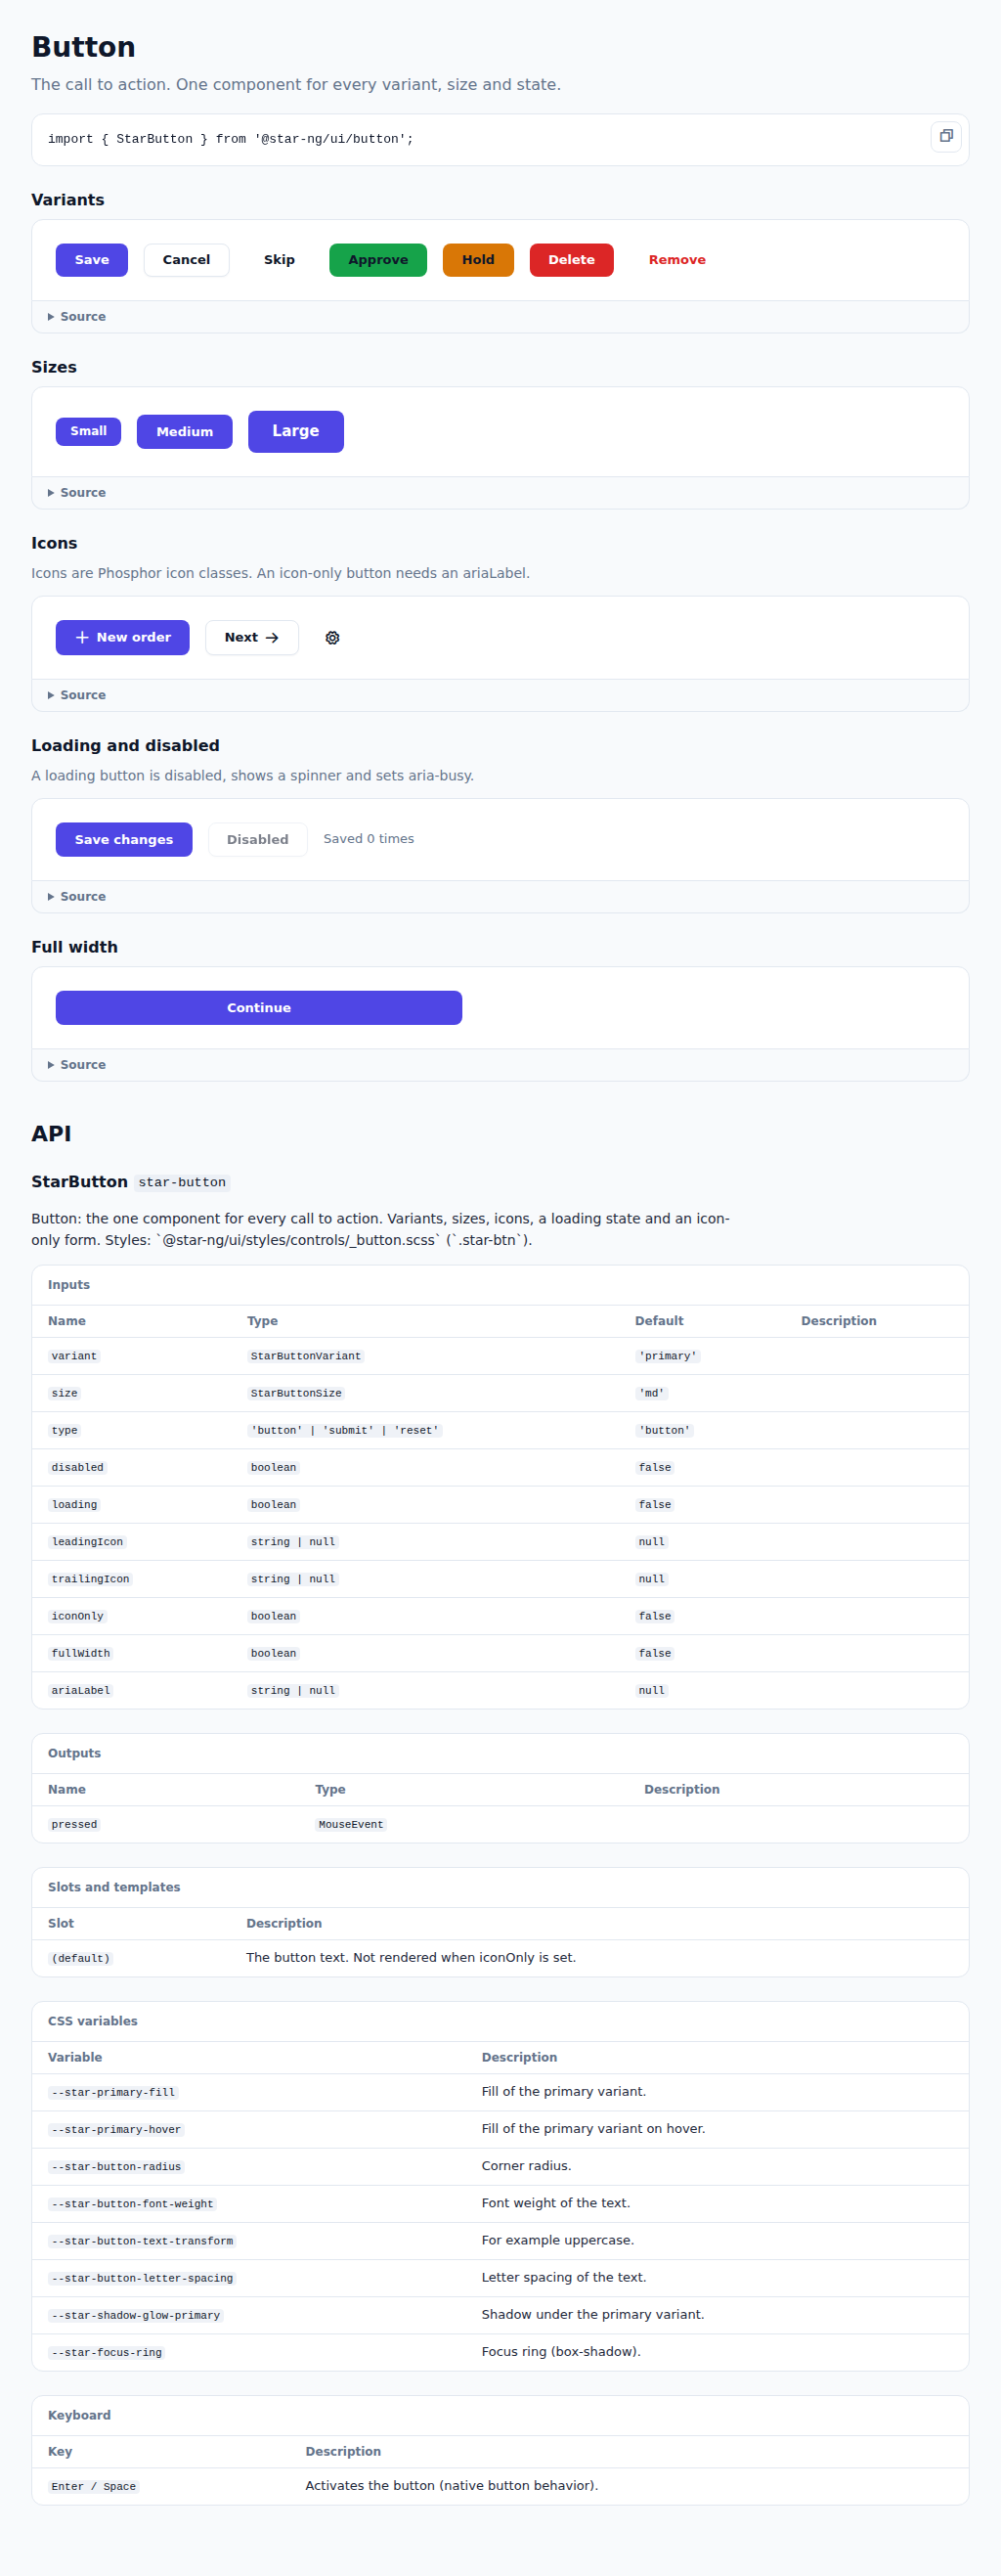 Button
The call to action. One component for every variant, size and state.
import { StarButton } from '@star-ng/ui/button';
Variants
Save Cancel Skip Approve Hold Delete Remove
Source
Sizes
Small Medium Large
Source
Icons
Icons are Phosphor icon classes. An icon-only button needs an ariaLabel.
New order Next
Source
Loading and disabled
A loading button is disabled, shows a spinner and sets aria-busy.
Save changes Disabled Saved 0 times
Source
Full width
Continue
Source
API
StarButton star-button
Button: the one component for every call to action. Variants, sizes, icons, a loading state and an icon-
only form. Styles: `@star-ng/ui/styles/controls/_button.scss` (`.star-btn`).
Inputs
Name Type Default Description
variant StarButtonVariant 'primary'
size StarButtonSize 'md'
type 'button' | 'submit' | 'reset' 'button'
disabled boolean false
loading boolean false
leadingIcon string | null null
trailingIcon string | null null
iconOnly boolean false
fullWidth boolean false
ariaLabel string | null null
Outputs
Name Type Description
pressed MouseEvent
Slots and templates
Slot Description
(default) The button text. Not rendered when iconOnly is set.
CSS variables
Variable Description
--star-primary-fill Fill of the primary variant.
--star-primary-hover Fill of the primary variant on hover.
--star-button-radius Corner radius.
--star-button-font-weight Font weight of the text.
--star-button-text-transform For example uppercase.
--star-button-letter-spacing Letter spacing of the text.
--star-shadow-glow-primary Shadow under the primary variant.
--star-focus-ring Focus ring (box-shadow).
Keyboard
Key Description
Enter / Space Activates the button (native button behavior).